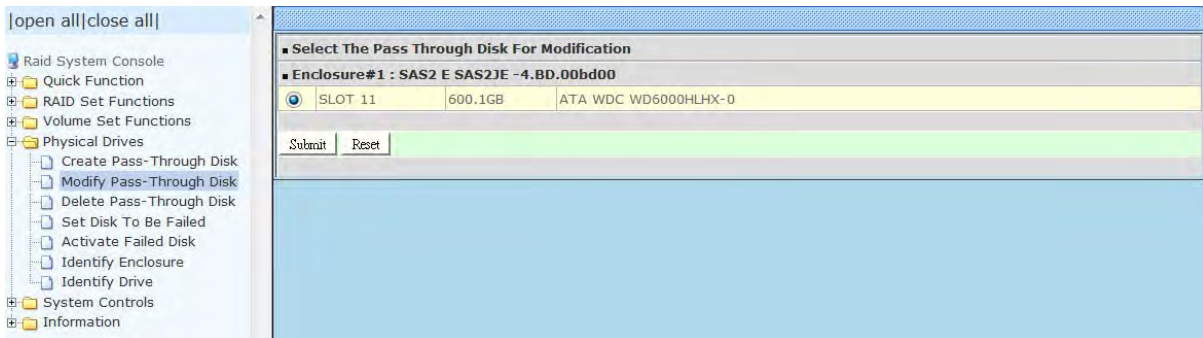 |open all|close all|
Raid System Console
Quick Function
RAID Set Functions
Volume Set Functions
Physical Drives
Create Pass-Through Disk
Modify Pass-Through Disk
Delete Pass-Through Disk
Set Disk To Be Failed
Activate Failed Disk
Identify Enclosure
Identify Drive
System Controls
Information
Select The Pass Through Disk For Modification
Enclosure#1 : SAS2 E SAS2JE -4.BD.00bd00
SLOT 11 600.1GB ATA WDC WD6000HLHX-0
Submit Reset